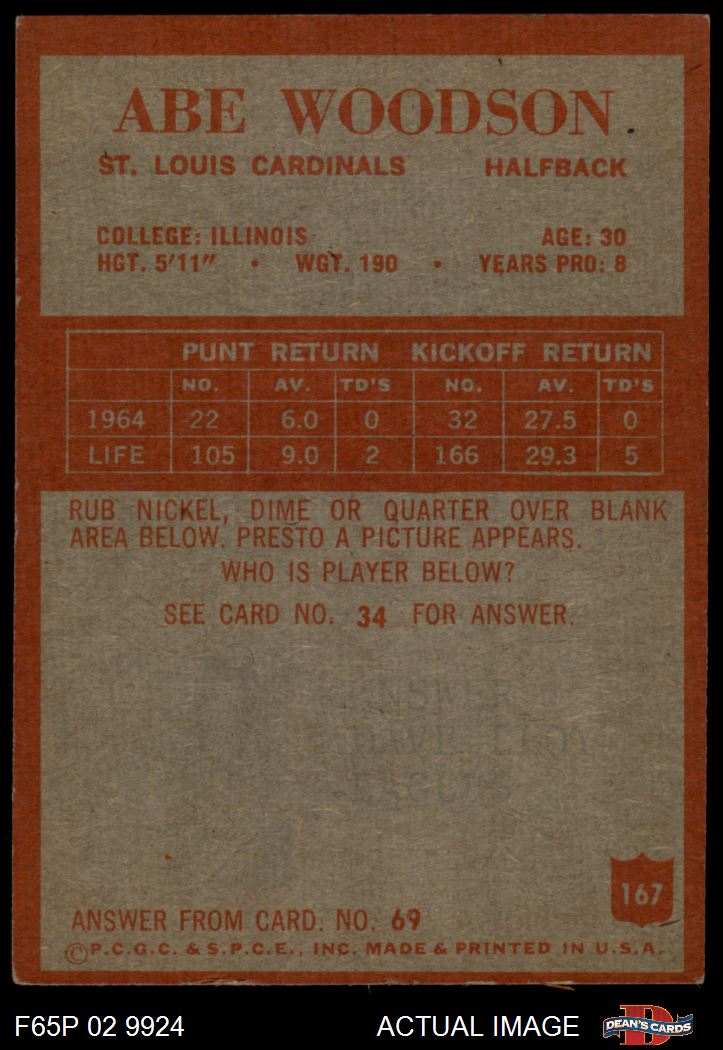 ABE WOODSON
ST. LOUIS CARDINALS HALFBACK
COLLEGE: ILLINOIS AGE: 30
HGT. 5'11" • WGT. 190 • YEARS PRO: 8
PUNT RETURN KICKOFF RETURN
NO. AV. TD'S NO. AV. TD'S
1964 22 6.0 0 32 27.5 0
LIFE 105 9.0 2 166 29.3 5
RUB NICKEL, DIME OR QUARTER OVER BLANK
AREA BELOW. PRESTO A PICTURE APPEARS.
WHO IS PLAYER BELOW?
SEE CARD NO. 34 FOR ANSWER.
ANSWER
EAGLES
167
ANSWER FROM CARD. NO. 69
©P.C.G.C. & S.P.C.E., INC. MADE & PRINTED IN U.S.A.
F65P 02 9924 ACTUAL IMAGE D DEAN'S CARDS